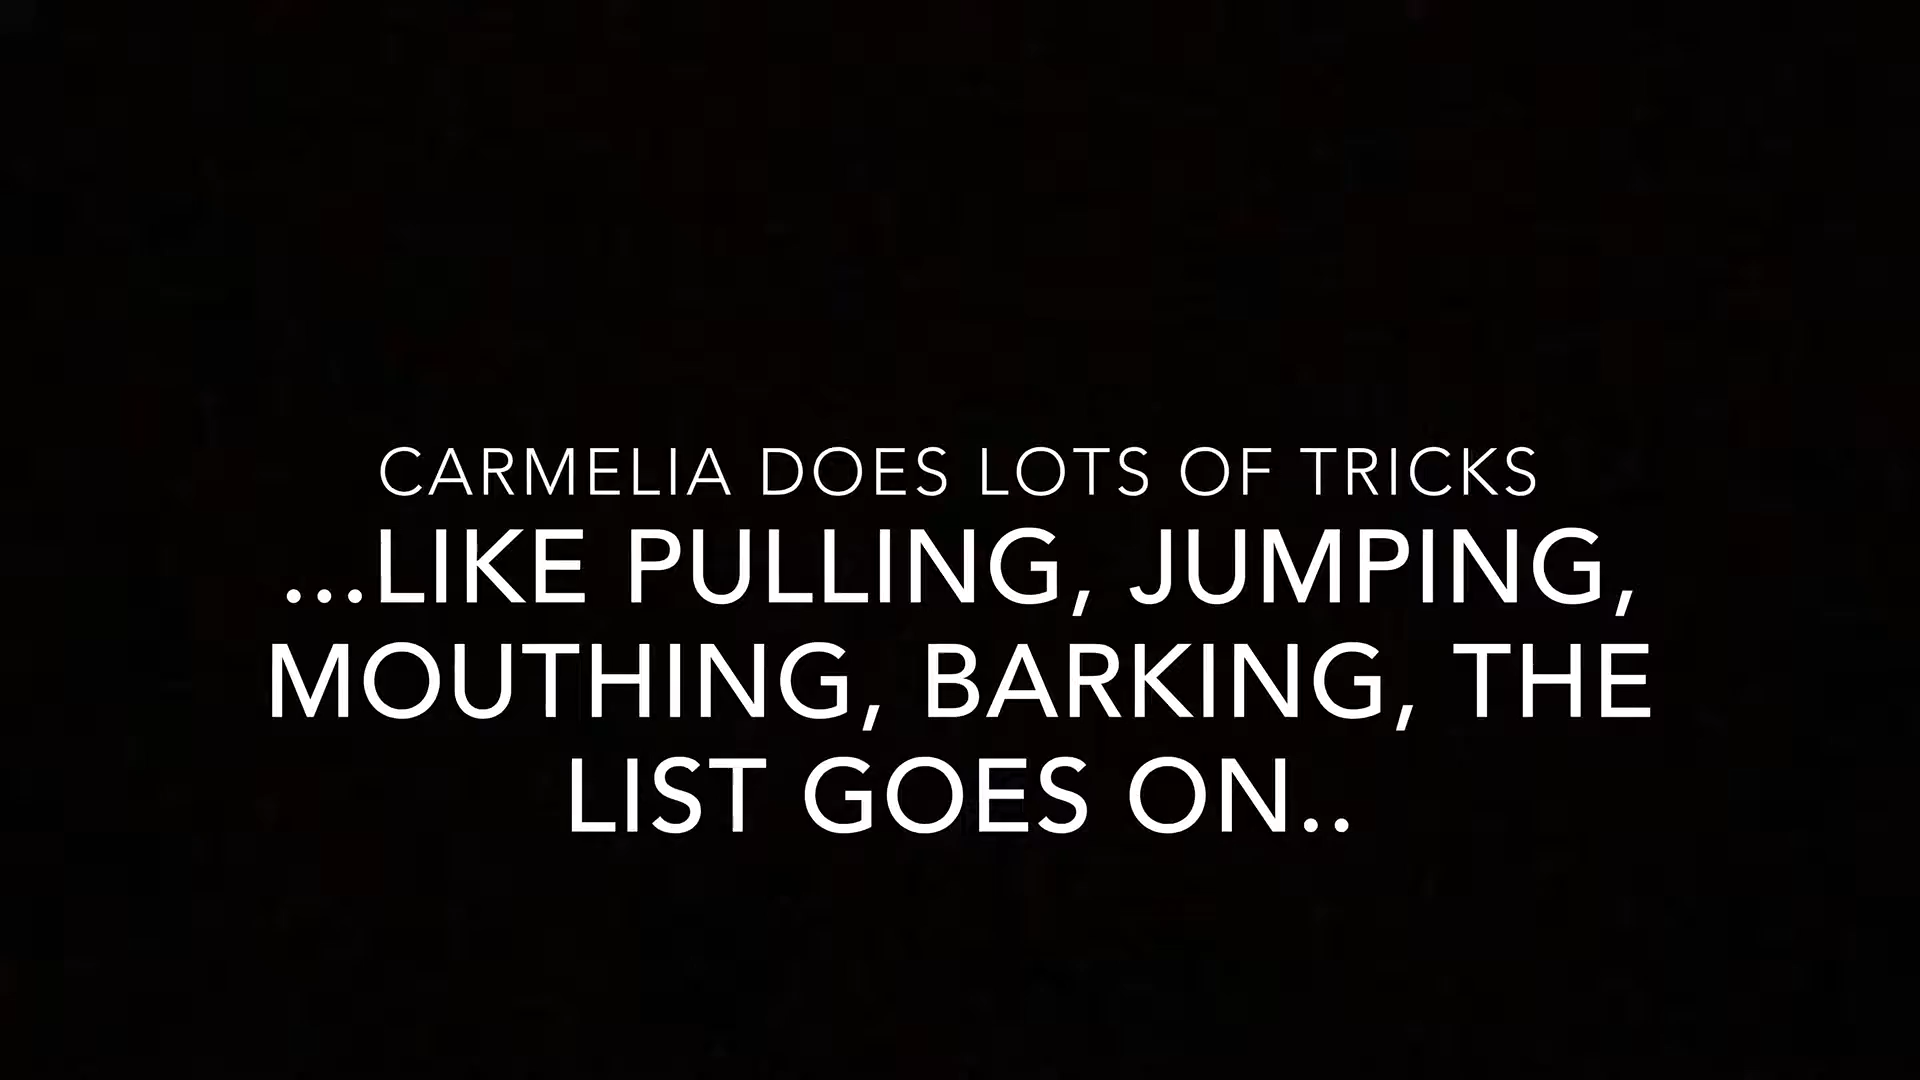 CARMELIA DOES LOTS OF TRICKS
...LIKE PULLING, JUMPING,
MOUTHING, BARKING, THE
LIST GOES ON..